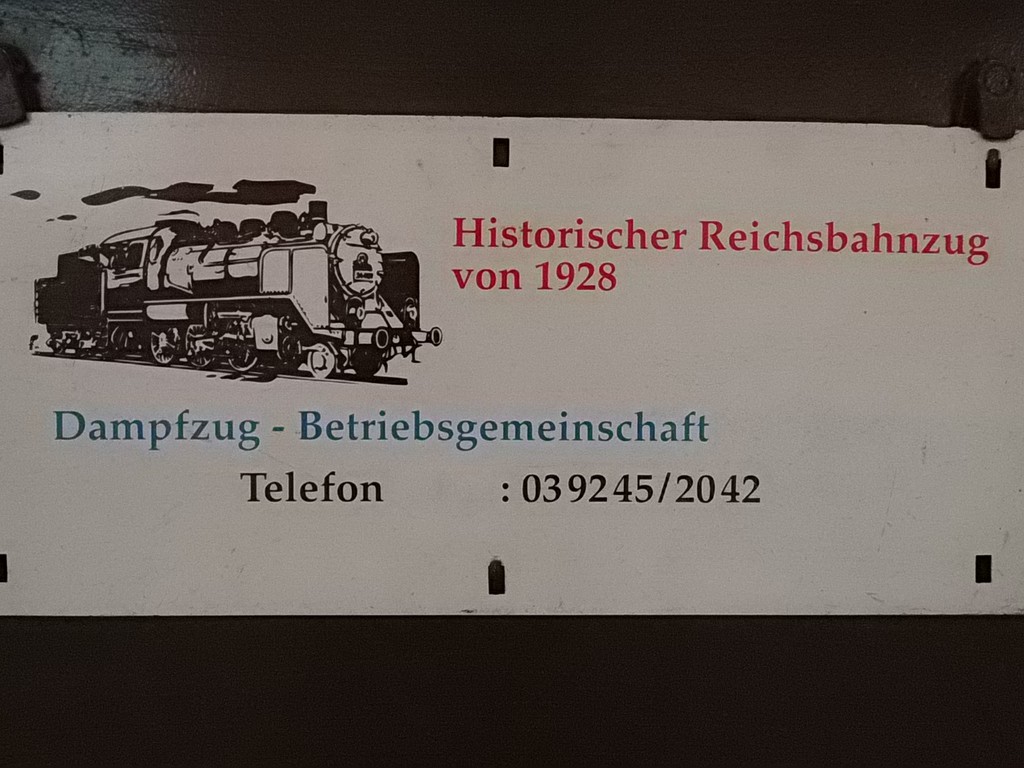 Historischer Reichsbahnzug
von 1928
Dampfzug - Betriebsgemeinschaft
Telefon : 039245/2042